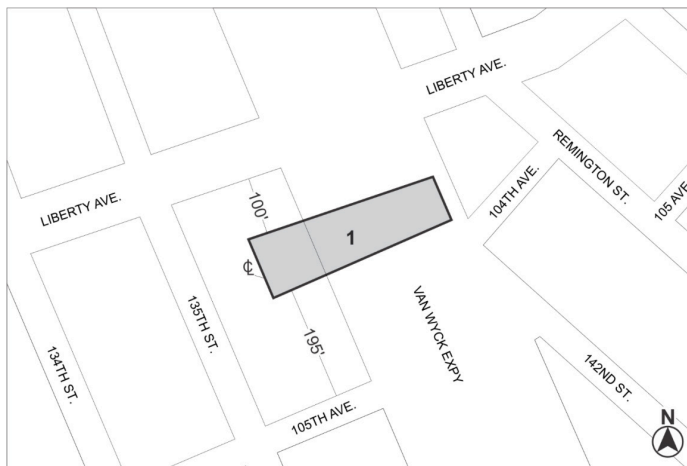 LIBERTY AVE.
REMINGTON ST.
104TH AVE.
105 AVE
LIBERTY AVE.
100'
1
℄
135TH ST.
195'
VAN WYCK EXPY
134TH ST.
142ND ST.
105TH AVE.
N